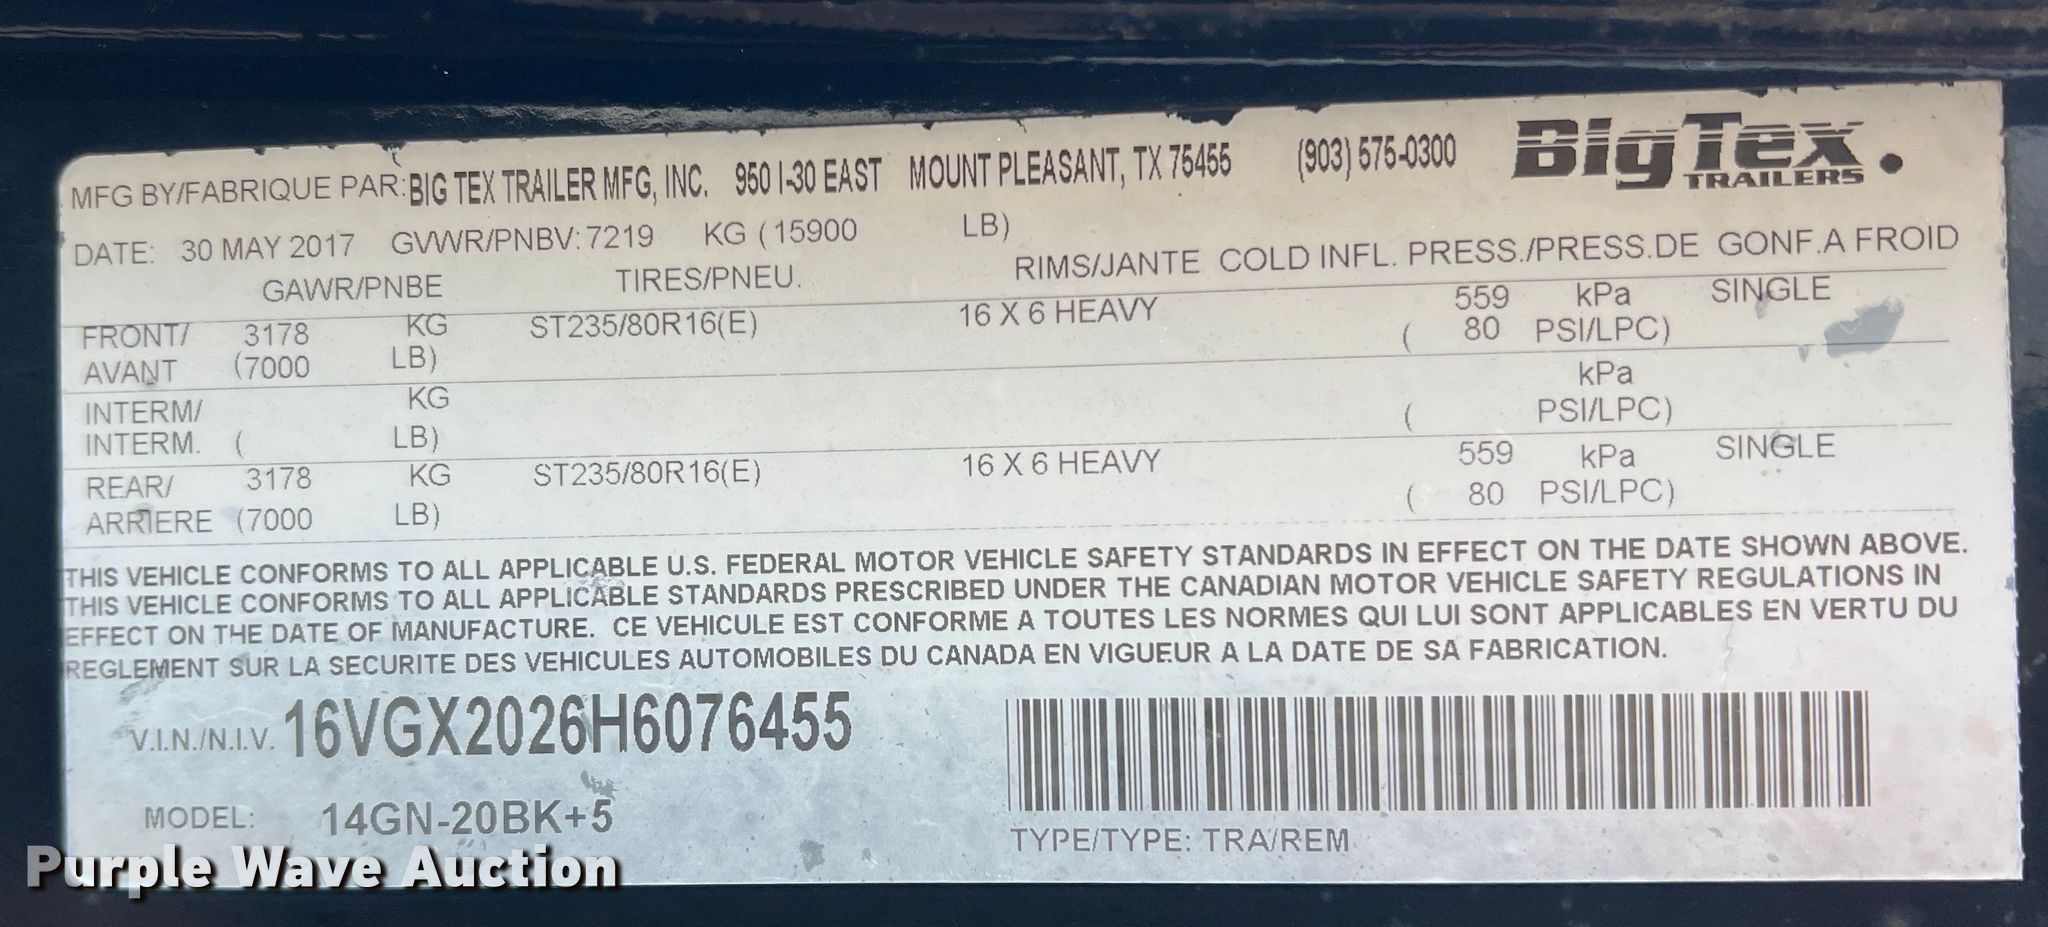 MFG BY/FABRIQUE PAR: BIG TEX TRAILER MFG, INC. 950 I-30 EAST MOUNT PLEASANT, TX 75455 (903) 575-0300 BigTex TRAILERS
DATE: 30 MAY 2017 GVWR/PNBV: 7219 KG (15900 LB)
GAWR/PNBE TIRES/PNEU. RIMS/JANTE COLD INFL. PRESS./PRESS.DE GONF.A FROID
FRONT/ 3178 KG ST235/80R16(E) 16 X 6 HEAVY 559 kPa SINGLE
AVANT (7000 LB) ( 80 PSI/LPC)
INTERM/ KG kPa
INTERM. ( LB) ( PSI/LPC)
REAR/ 3178 KG ST235/80R16(E) 16 X 6 HEAVY 559 kPa SINGLE
ARRIERE (7000 LB) ( 80 PSI/LPC)
THIS VEHICLE CONFORMS TO ALL APPLICABLE U.S. FEDERAL MOTOR VEHICLE SAFETY STANDARDS IN EFFECT ON THE DATE SHOWN ABOVE.
THIS VEHICLE CONFORMS TO ALL APPLICABLE STANDARDS PRESCRIBED UNDER THE CANADIAN MOTOR VEHICLE SAFETY REGULATIONS IN
EFFECT ON THE DATE OF MANUFACTURE. CE VEHICULE EST CONFORME A TOUTES LES NORMES QUI LUI SONT APPLICABLES EN VERTU DU
REGLEMENT SUR LA SECURITE DES VEHICULES AUTOMOBILES DU CANADA EN VIGUEUR A LA DATE DE SA FABRICATION.
V.I.N./N.I.V. 16VGX2026H6076455
MODEL: 14GN-20BK+5
TYPE/TYPE: TRA/REM
Purple Wave Auction